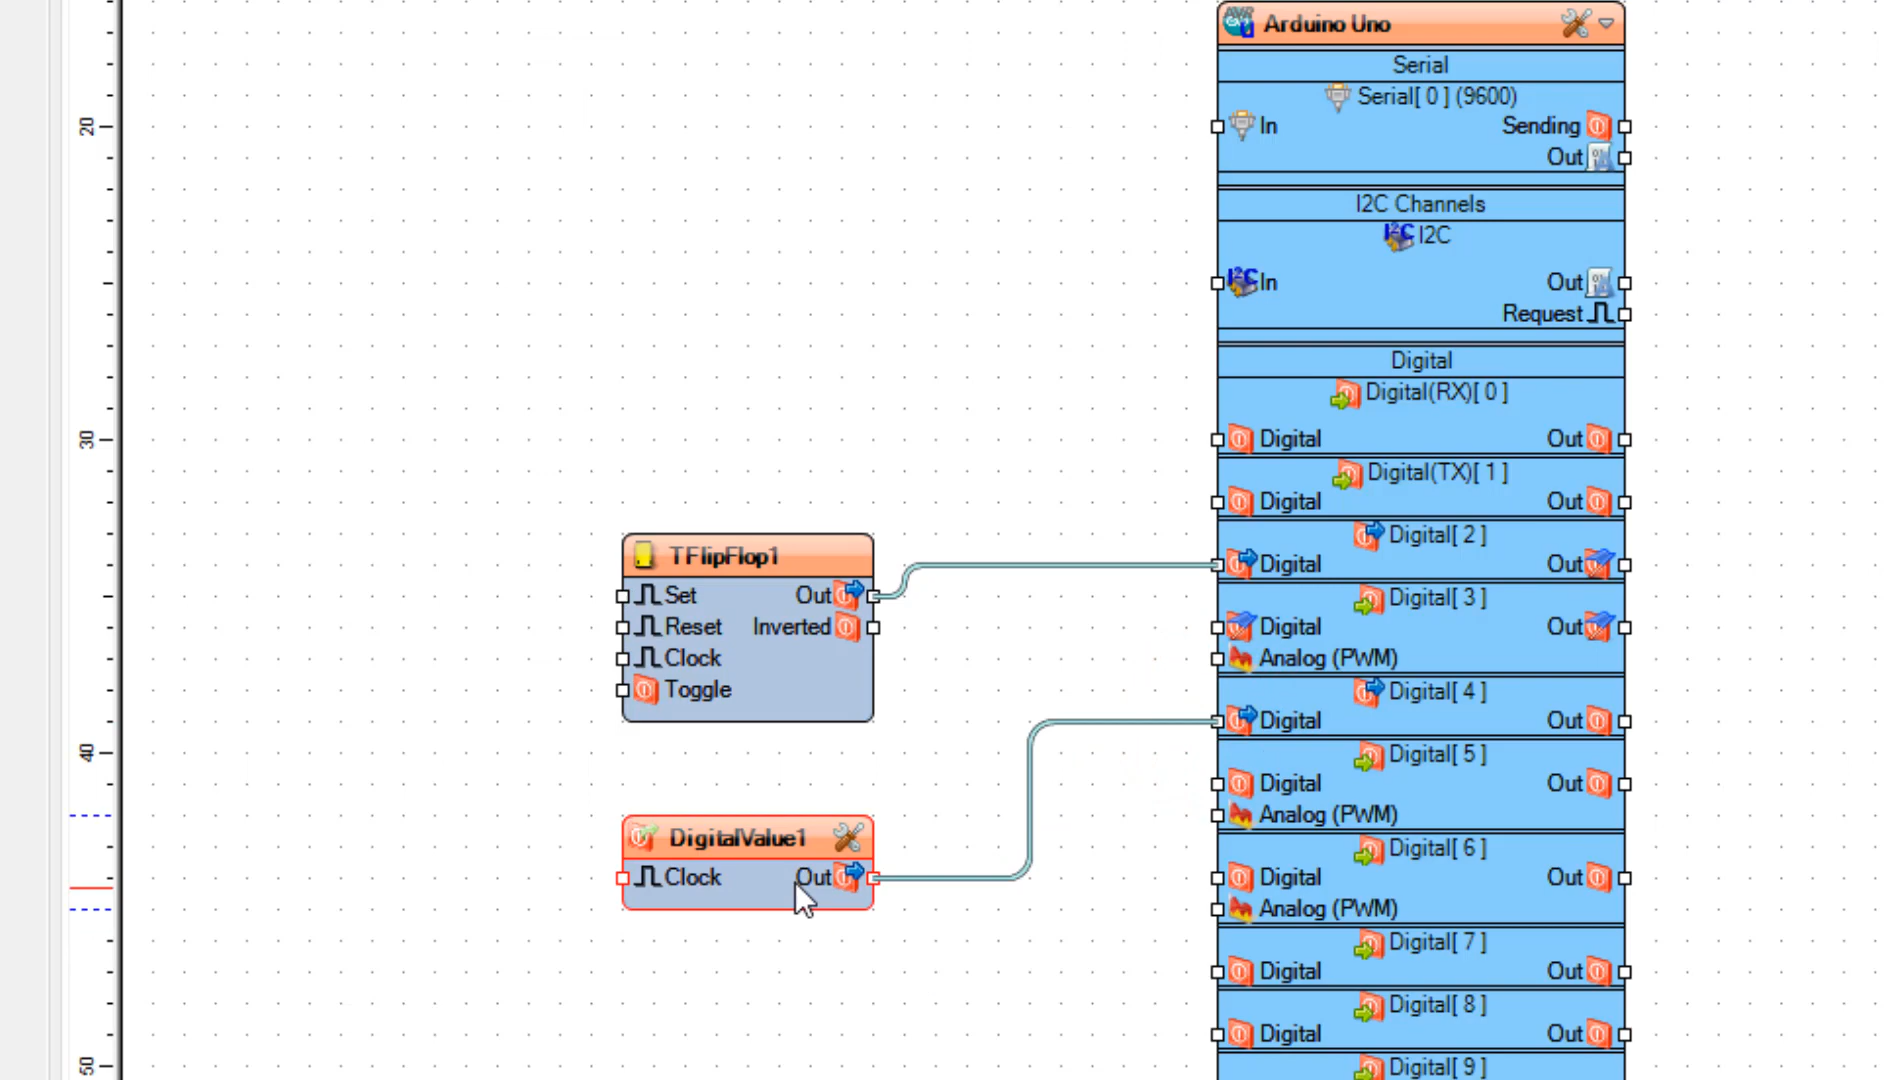 20
30
40
50
TFlipFlop1
Set Out
Reset Inverted
Clock
Toggle
DigitalValue1
Clock Out
Arduino Uno
Serial
Serial[ 0 ] (9600)
In Sending
Out
I2C Channels
I2C I2C
I2C In Out
Request
Digital
Digital(RX)[ 0 ]
Digital Out
Digital(TX)[ 1 ]
Digital Out
Digital[ 2 ]
Digital Out
Digital[ 3 ]
Digital Out
Analog (PWM)
Digital[ 4 ]
Digital Out
Digital[ 5 ]
Digital Out
Analog (PWM)
Digital[ 6 ]
Digital Out
Analog (PWM)
Digital[ 7 ]
Digital Out
Digital[ 8 ]
Digital Out
Digital[ 9 ]